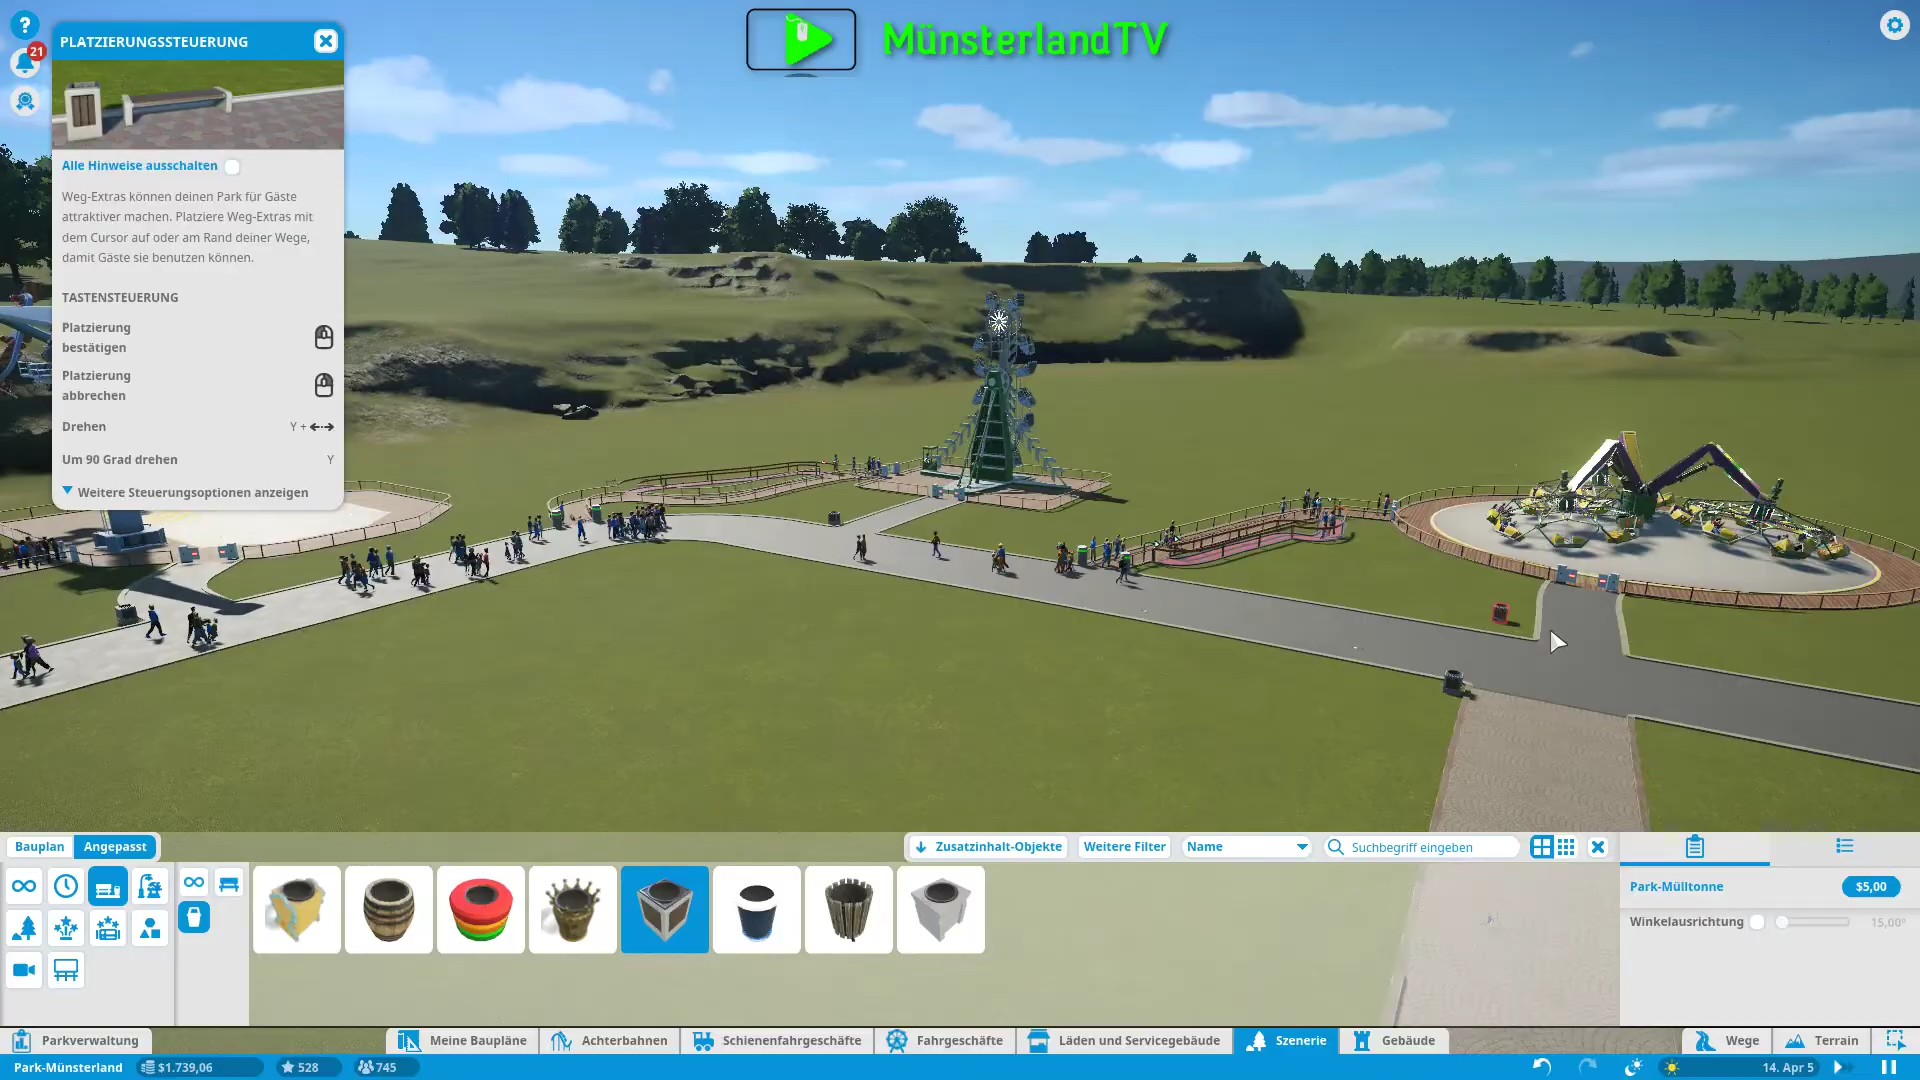 MünsterlandTV
?
21
PLATZIERUNGSSTEUERUNG
Alle Hinweise ausschalten
Weg-Extras können deinen Park für Gäste
attraktiver machen. Platziere Weg-Extras mit
dem Cursor auf oder am Rand deiner Wege,
damit Gäste sie benutzen können.
TASTENSTEUERUNG
Platzierung
bestätigen
Platzierung
abbrechen
Drehen Y +
Um 90 Grad drehen Y
Weitere Steuerungsoptionen anzeigen
Bauplan Angepasst
Zusatzinhalt-Objekte Weitere Filter Name Suchbegriff eingeben
Park-Mülltonne $5,00
Winkelausrichtung 15,00°
Parkverwaltung Meine Baupläne Achterbahnen Schienenfahrgeschäfte Fahrgeschäfte Läden und Servicegebäude Szenerie Gebäude Wege Terrain
Park-Münsterland $1.739,06 528 745 14. Apr 5